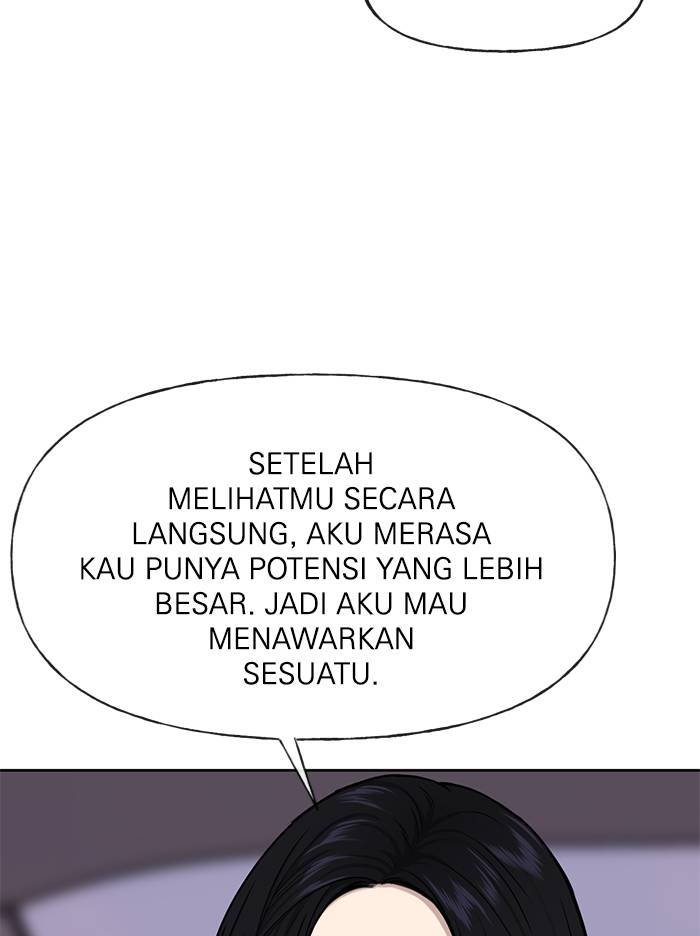 SETELAH
MELIHATMU SECARA
LANGSUNG, AKU MERASA
KAU PUNYA POTENSI YANG LEBIH
BESAR. JADI AKU MAU
MENAWARKAN
SESUATU.